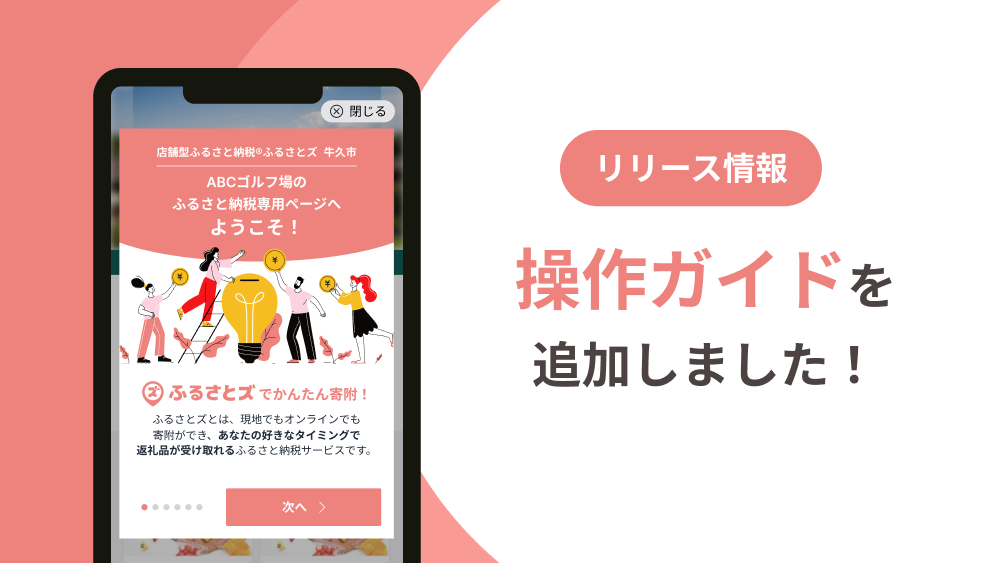 閉じる
店舗型ふるさと納税®ふるさとズ 牛久市
ABCゴルフ場の
ふるさと納税専用ページへ
ようこそ！
¥
¥
¥
ズ ふるさとズでかんたん寄附！
ふるさとズとは、現地でもオンラインでも
寄附ができ、あなたの好きなタイミングで
返礼品が受け取れるふるさと納税サービスです。
次へ
リリース情報
操作ガイドを
追加しました！